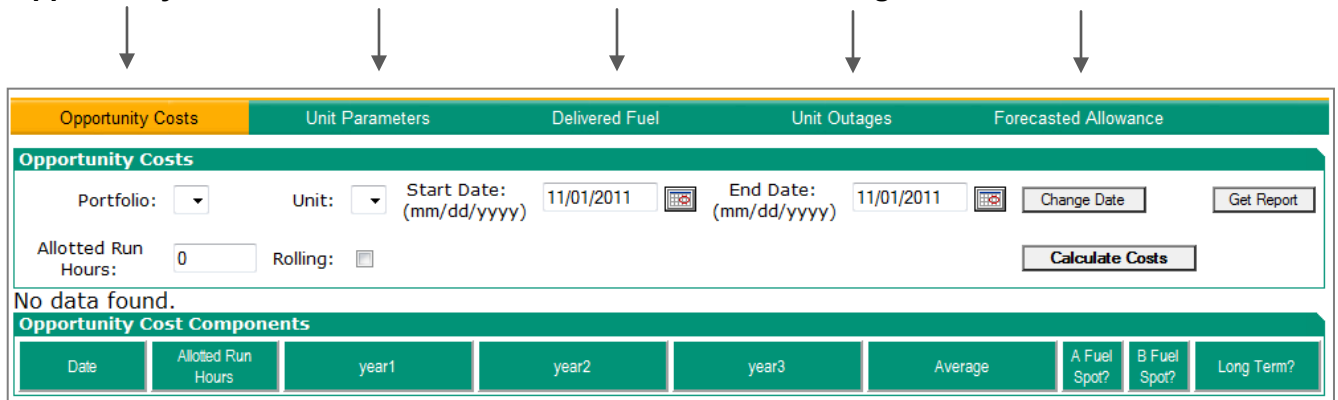 Opportunity Costs Unit Parameters Delivered Fuel Unit Outages Forecasted Allowance
Opportunity Costs
Portfolio: Unit: Start Date: (mm/dd/yyyy) 11/01/2011 End Date: (mm/dd/yyyy) 11/01/2011 Change Date Get Report
Allotted Run Hours: 0 Rolling: Calculate Costs
No data found.
Opportunity Cost Components
Date Allotted Run Hours year1 year2 year3 Average A Fuel Spot? B Fuel Spot? Long Term?